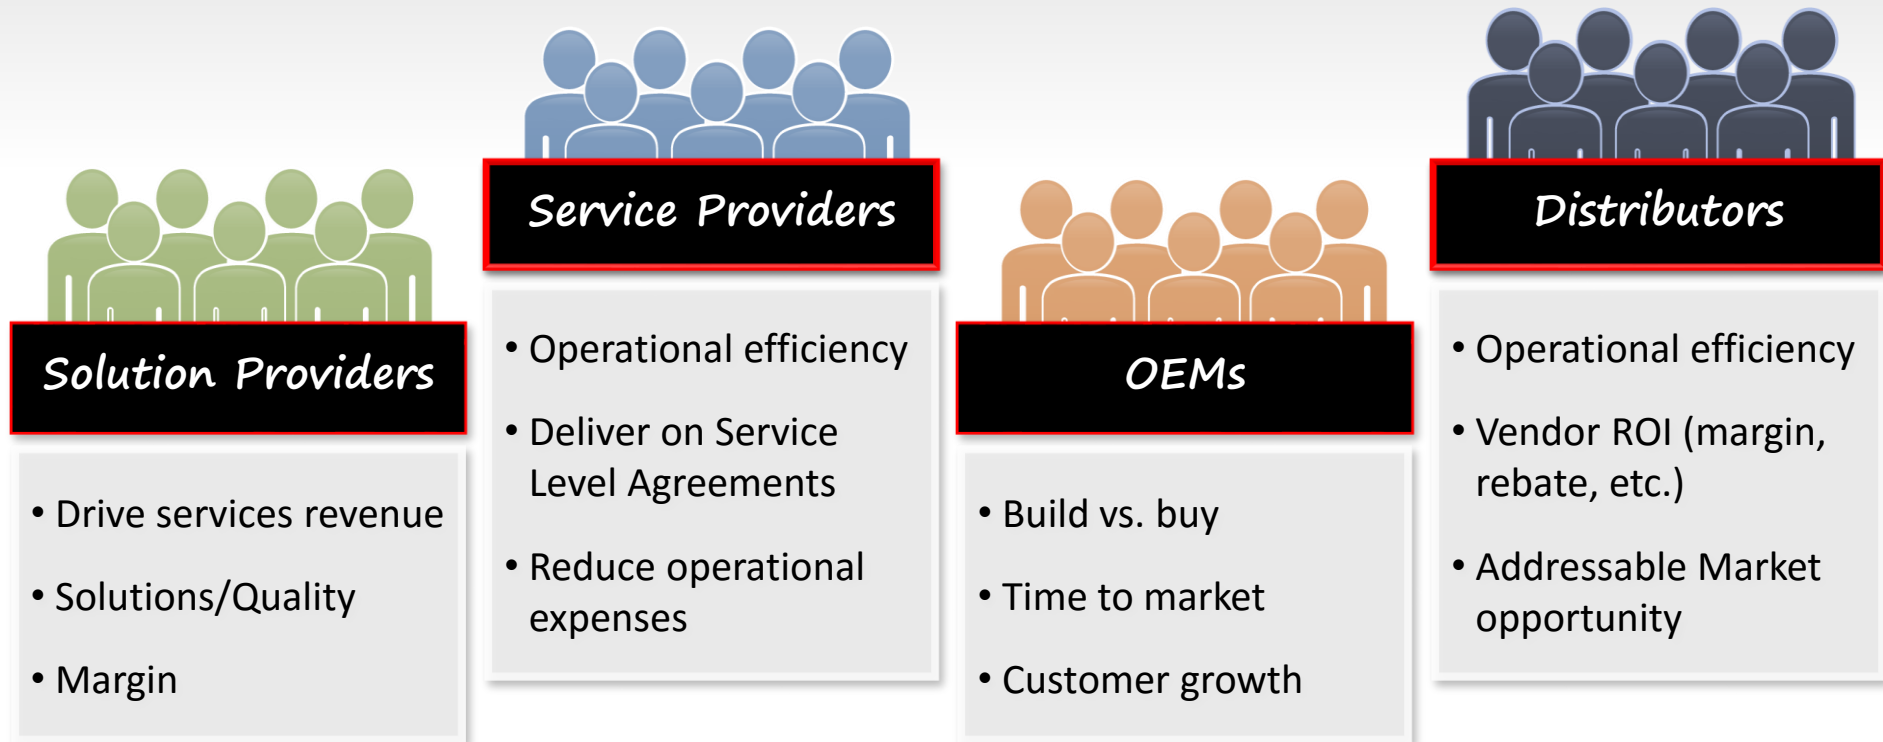 Solution Providers
• Drive services revenue
• Solutions/Quality
• Margin
Service Providers
• Operational efficiency
• Deliver on Service
Level Agreements
• Reduce operational
expenses
OEMs
• Build vs. buy
• Time to market
• Customer growth
Distributors
• Operational efficiency
• Vendor ROI (margin,
rebate, etc.)
• Addressable Market
opportunity